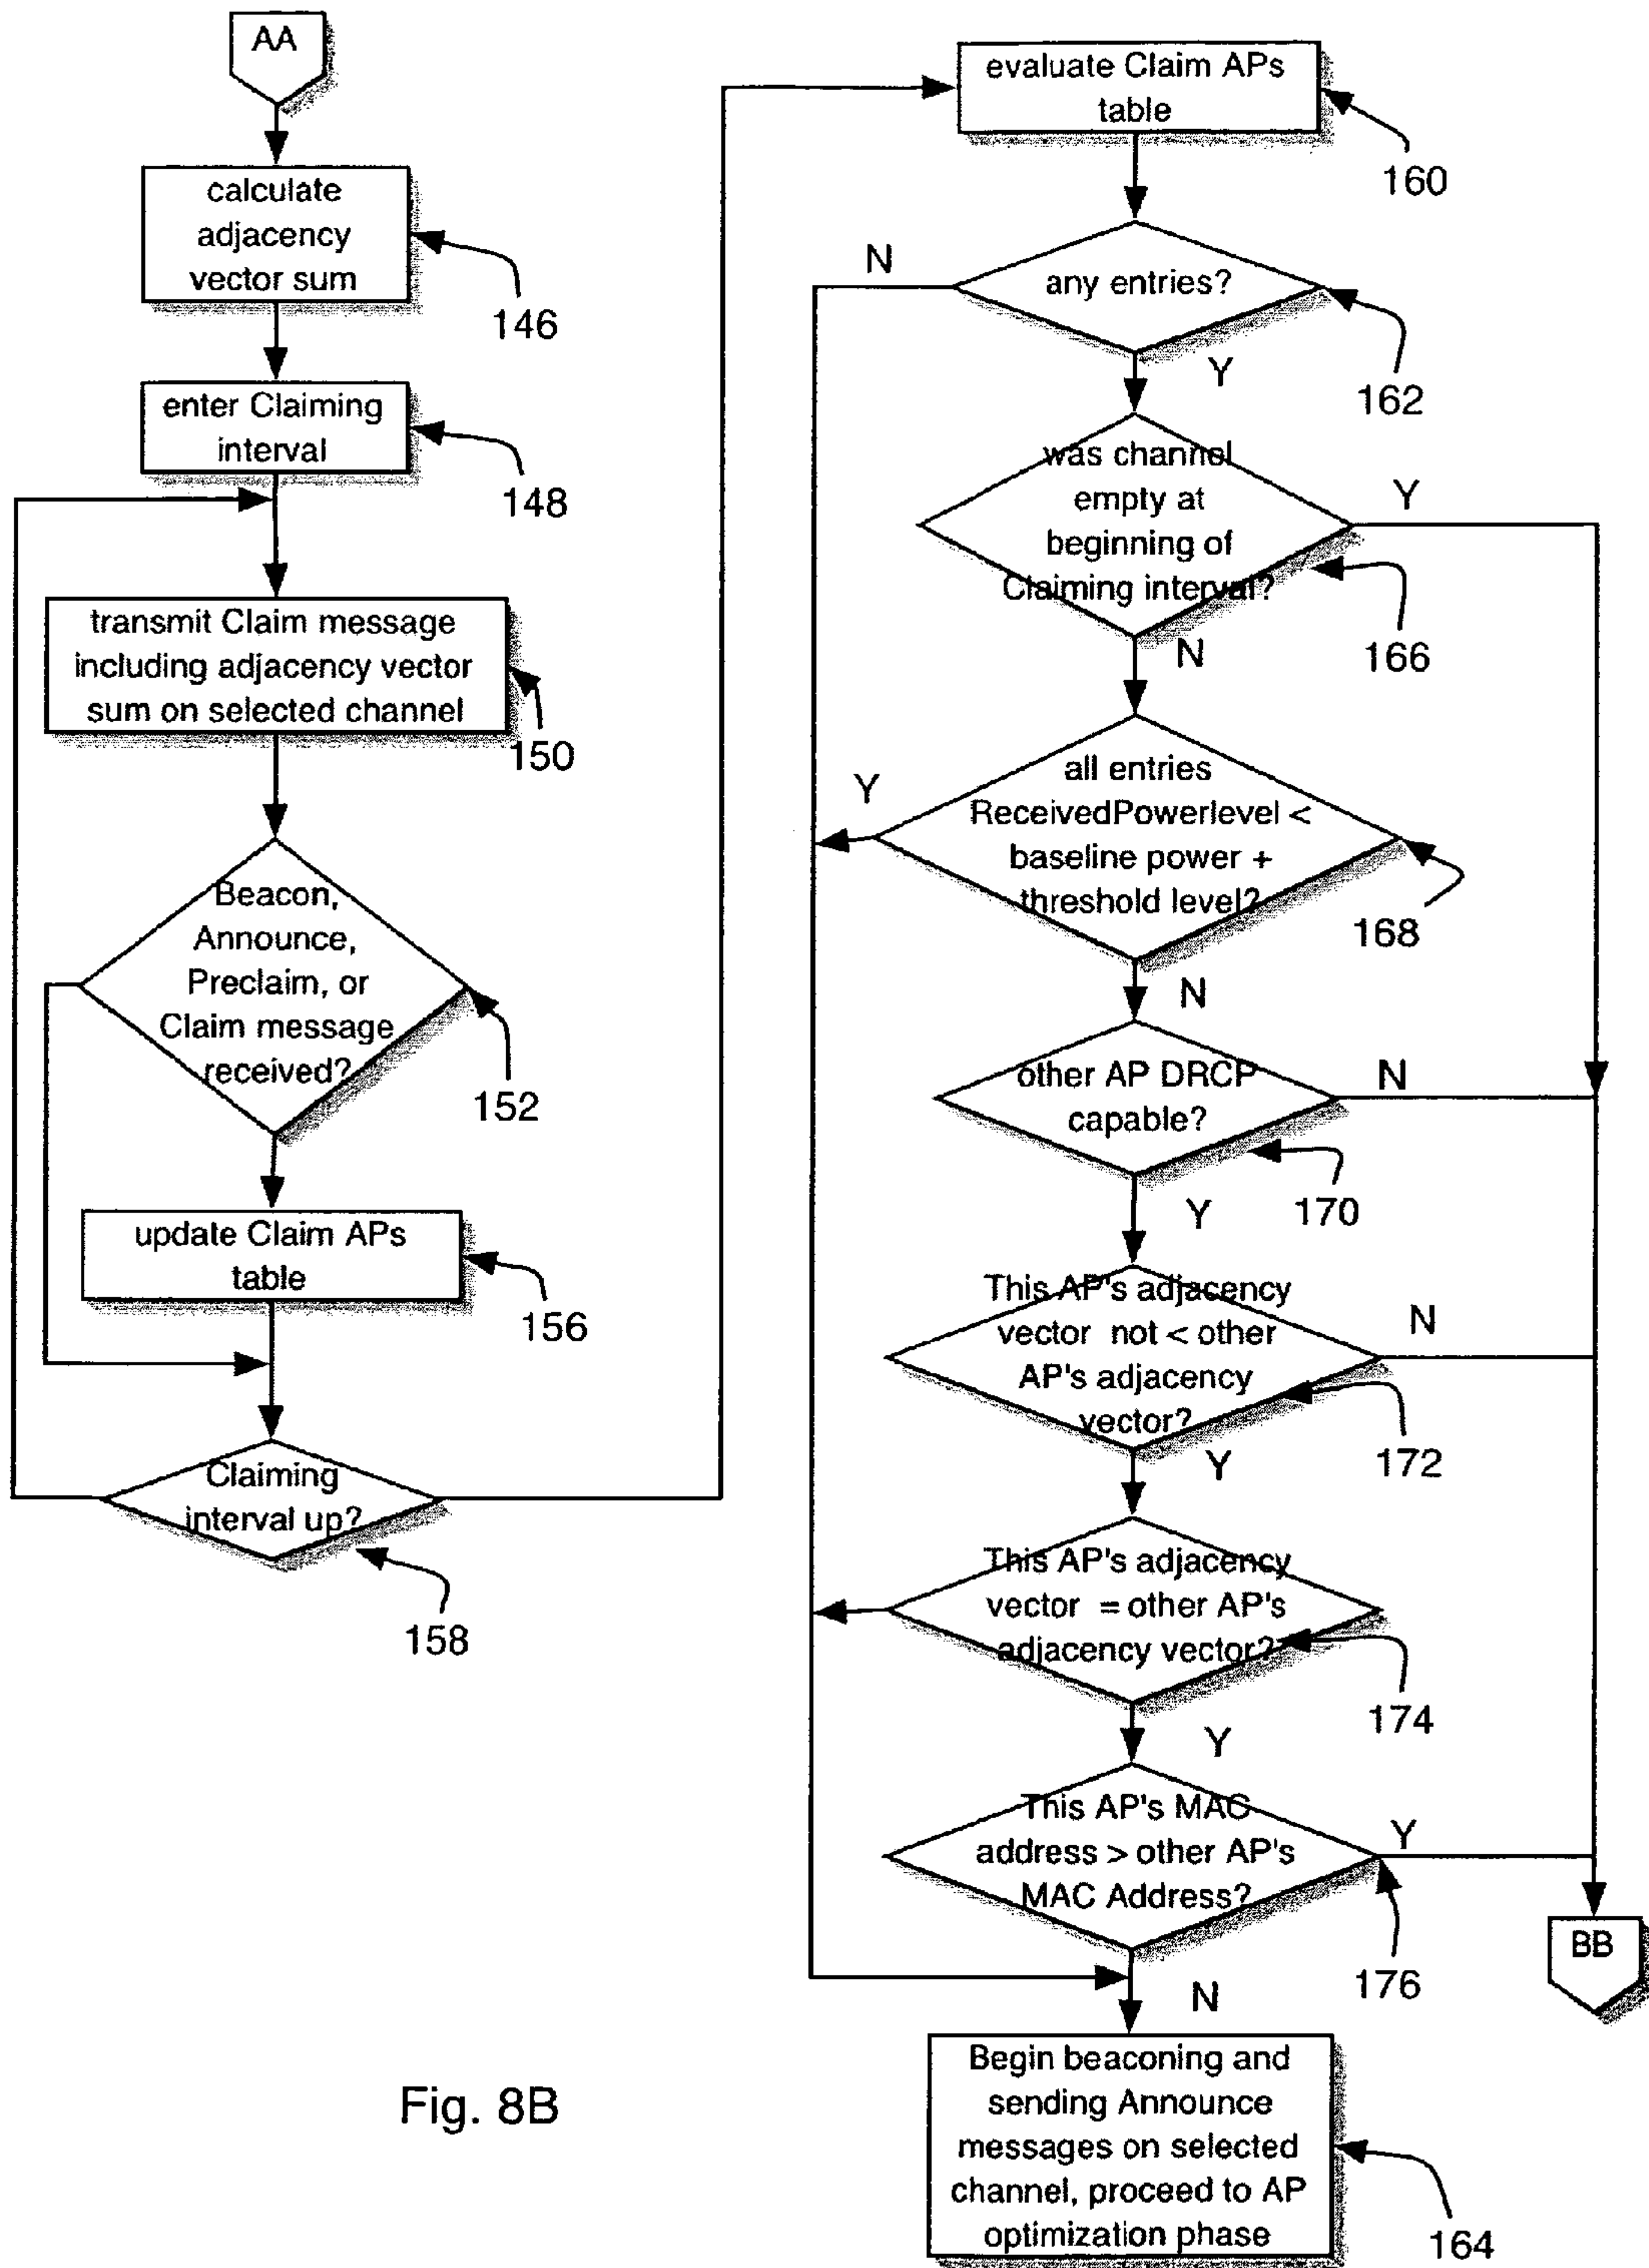 AA
calculate
adjacency
vector sum
146
enter Claiming
interval
148
transmit Claim message
including adjacency vector
sum on selected channel
150
Beacon,
Announce,
Preclaim, or
Claim message
received?
152
update Claim APs
table
156
Claiming
interval up?
158
evaluate Claim APs
table
160
N
any entries?
162
Y
was channel
empty at
beginning of
Claiming interval?
Y
166
N
all entries
ReceivedPowerlevel <
baseline power +
threshold level?
Y
168
N
other AP DRCP
capable?
N
170
Y
This AP's adjacency
vector not < other
AP's adjacency
vector?
N
172
Y
This AP's adjacency
vector = other AP's
adjacency vector?
174
Y
This AP's MAC
address > other AP's
MAC Address?
Y
176
BB
N
Begin beaconing and
sending Announce
messages on selected
channel, proceed to AP
optimization phase
164
Fig. 8B